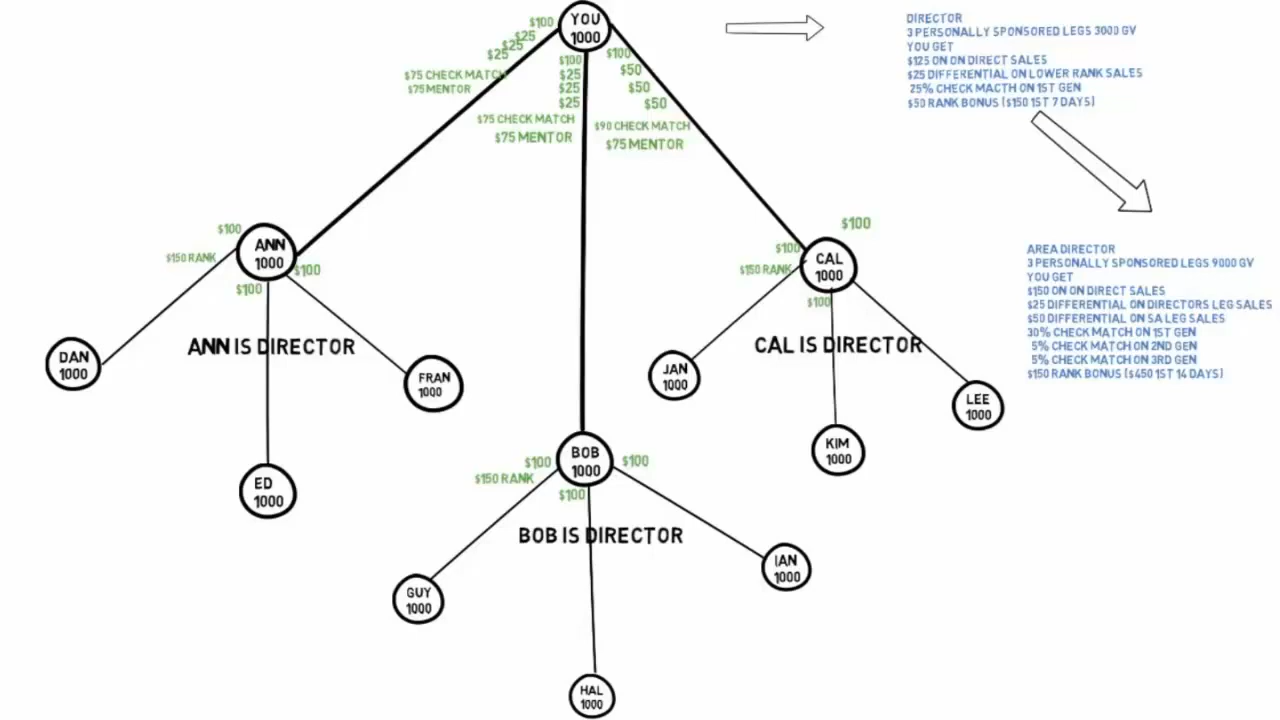 YOU
1000
$100
$25
$25
$25
$75 CHECK MATCH
$75 MENTOR
$100
$25
$25
$25
$75 CHECK MATCH
$75 MENTOR
$100
$50
$50
$50
$90 CHECK MATCH
$75 MENTOR
DIRECTOR
3 PERSONALLY SPONSORED LEGS 3000 GV
YOU GET
$125 ON ON DIRECT SALES
$25 DIFFERENTIAL ON LOWER RANK SALES
25% CHECK MACTH ON 1ST GEN
$50 RANK BONUS ($150 1ST 7 DAYS)
AREA DIRECTOR
3 PERSONALLY SPONSORED LEGS 9000 GV
YOU GET
$150 ON ON DIRECT SALES
$25 DIFFERENTIAL ON DIRECTORS LEG SALES
$50 DIFFERENTIAL ON SA LEG SALES
30% CHECK MATCH ON 1ST GEN
5% CHECK MATCH ON 2ND GEN
5% CHECK MATCH ON 3RD GEN
$150 RANK BONUS ($450 1ST 14 DAYS)
$100
ANN
1000
$150 RANK
$100
$100
ANN IS DIRECTOR
DAN
1000
FRAN
1000
ED
1000
$100
$100
CAL
1000
$150 RANK
$100
CAL IS DIRECTOR
JAN
1000
LEE
1000
KIM
1000
$100
BOB
1000
$100
$150 RANK
$100
BOB IS DIRECTOR
GUY
1000
IAN
1000
HAL
1000